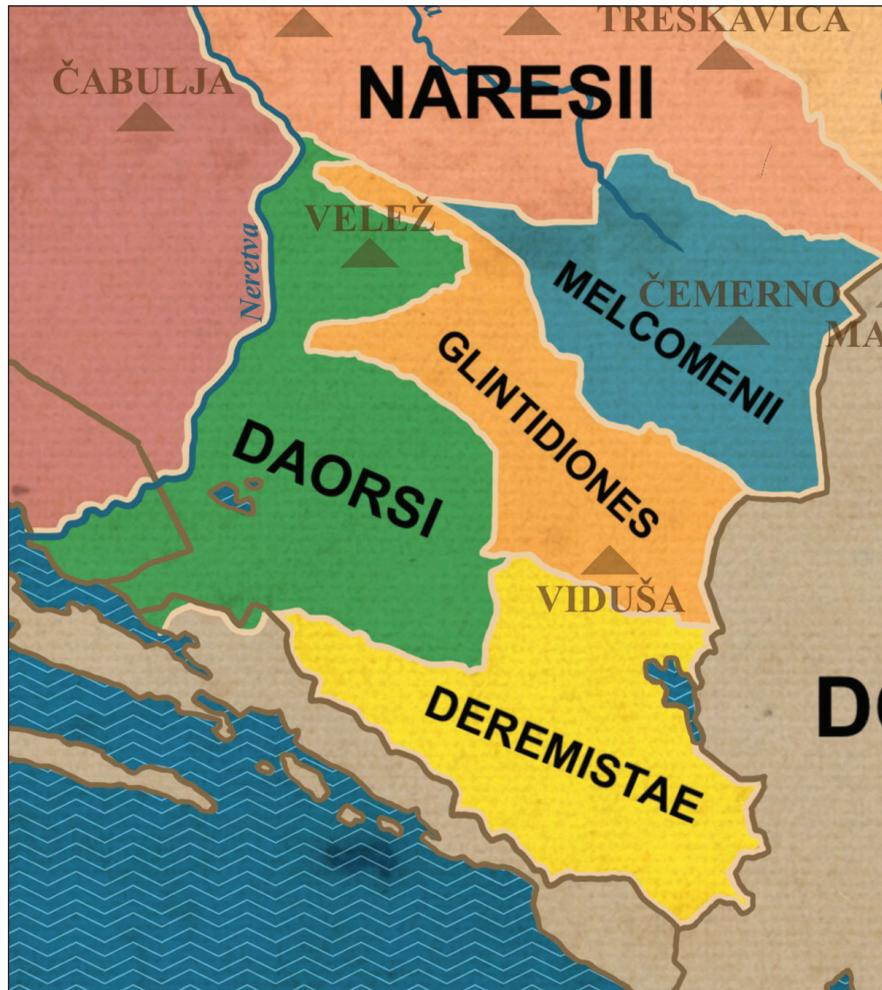 TRESKAVICA
ČABULJA
NARESII
VELEŽ
Neretva
MELCOMENII
ČEMERNO
GLINTIDIONES
DAORSI
VIDUŠA
DEREMISTAE